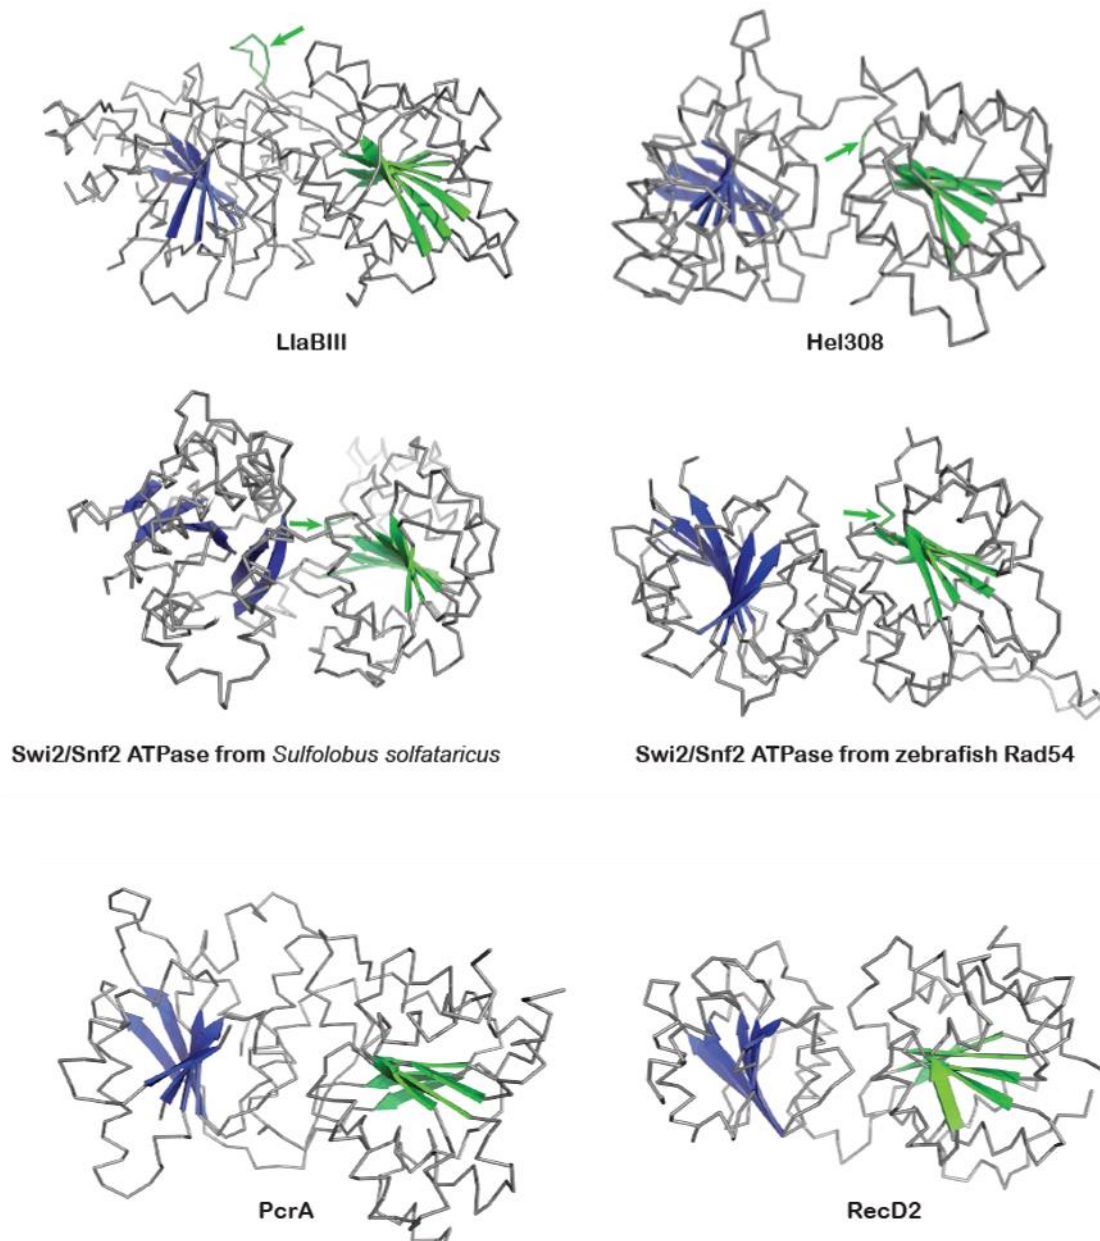 LlaBIII
Hel308
Swi2/Snf2 ATPase from Sulfolobus solfataricus
Swi2/Snf2 ATPase from zebrafish Rad54
PcrA
RecD2